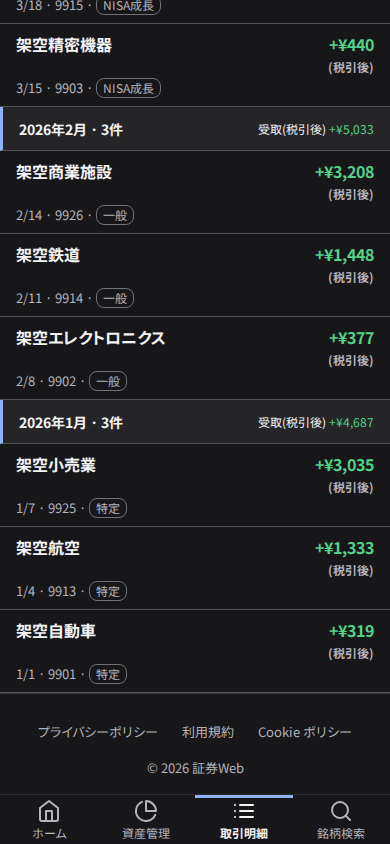 3/18・9915・NISA成長
架空精密機器 +¥440
(税引後)
3/15・9903・NISA成長
2026年2月・3件 受取(税引後) +¥5,033
架空商業施設 +¥3,208
(税引後)
2/14・9926・一般
架空鉄道 +¥1,448
(税引後)
2/11・9914・一般
架空エレクトロニクス +¥377
(税引後)
2/8・9902・一般
2026年1月・3件 受取(税引後) +¥4,687
架空小売業 +¥3,035
(税引後)
1/7・9925・特定
架空航空 +¥1,333
(税引後)
1/4・9913・特定
架空自動車 +¥319
(税引後)
1/1・9901・特定
プライバシーポリシー 利用規約 Cookie ポリシー
© 2026 証券Web
ホーム 資産管理 取引明細 銘柄検索